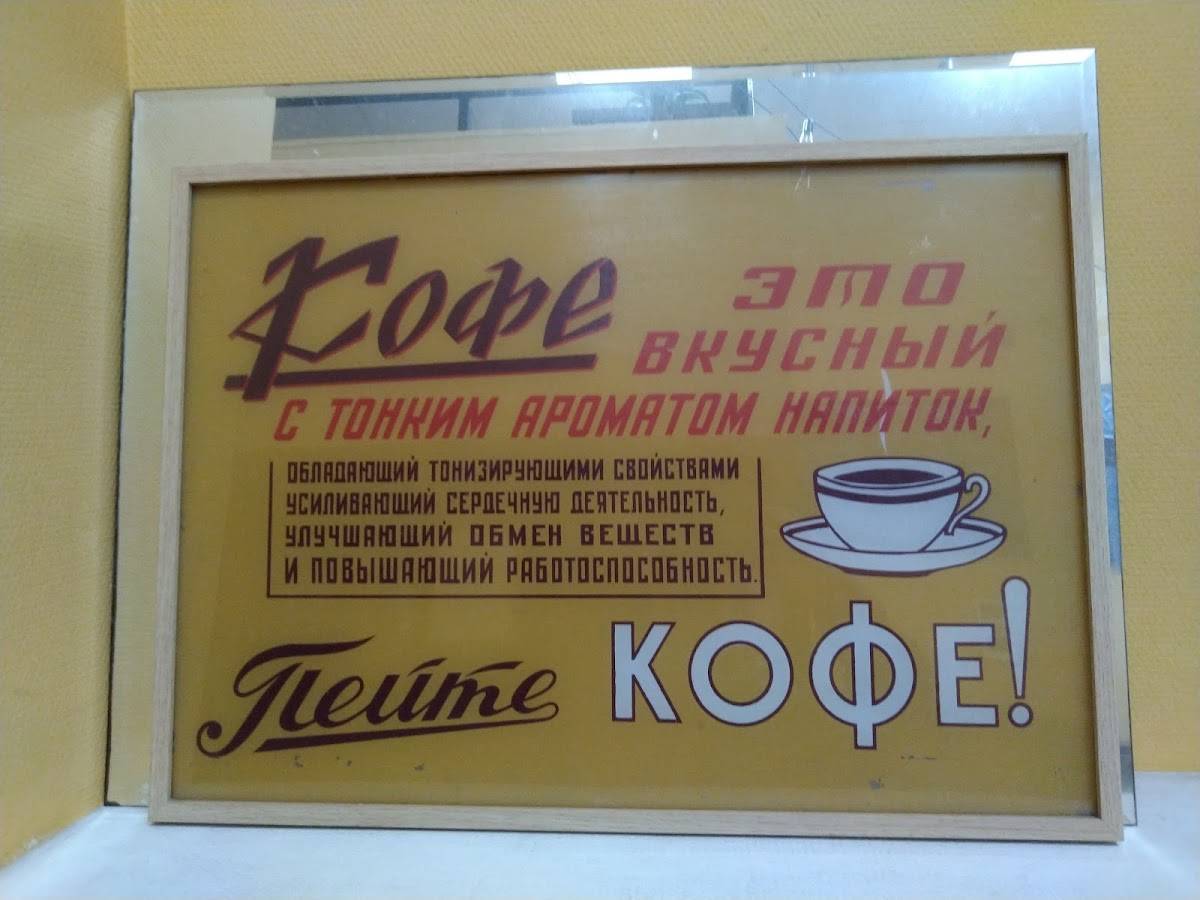 Кофе это
вкусный
с тонким ароматом напиток,
обладающий тонизирующими свойствами
усиливающий сердечную деятельность,
улучшающий обмен веществ
и повышающий работоспособность.
Пейте КОФЕ!